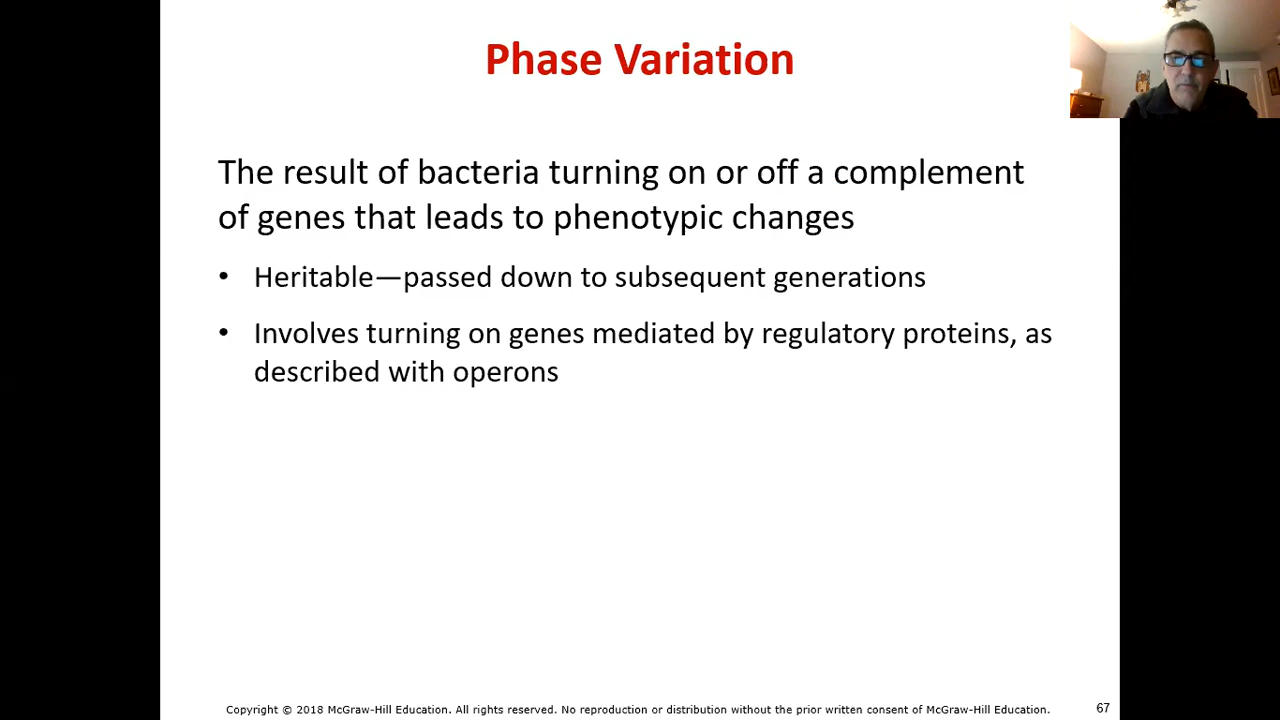 Phase Variation
The result of bacteria turning on or off a complement
of genes that leads to phenotypic changes
• Heritable—passed down to subsequent generations
• Involves turning on genes mediated by regulatory proteins, as
described with operons
Copyright © 2018 McGraw-Hill Education. All rights reserved. No reproduction or distribution without the prior written consent of McGraw-Hill Education.
67